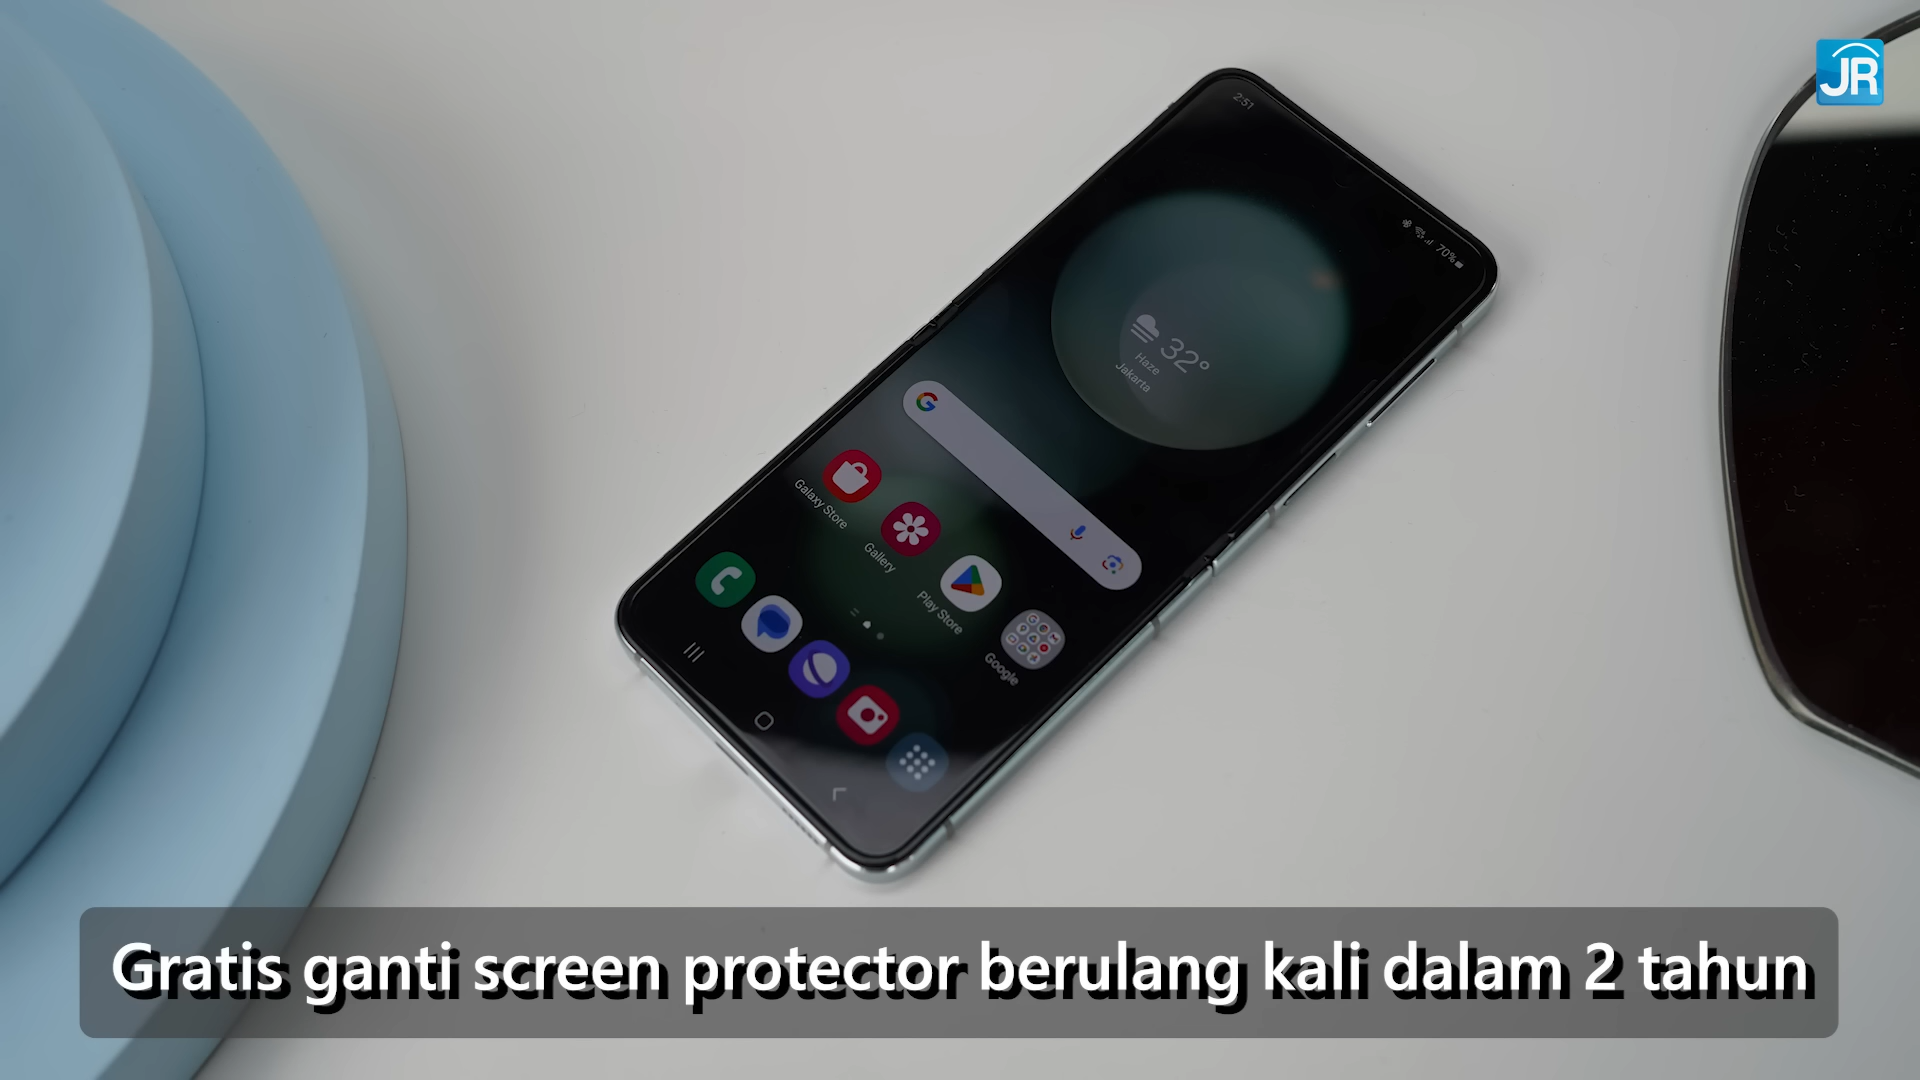 JR
2:51
70%
32°
Haze
Jakarta
G
Galaxy Store
Gallery
Play Store
Google
Gratis ganti screen protector berulang kali dalam 2 tahun